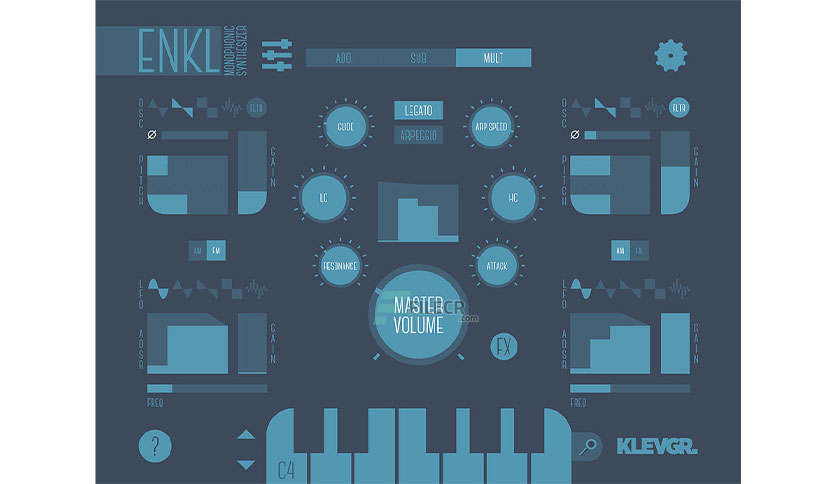 ENKL
MONOPHONIC
SYNTHESIZER
ADD SUB MULT
OSC FLTR
GLIDE
LEGATO
ARPEGGIO
ARP SPEED
OSC FLTR
Ø
PITCH
GAIN
LC
HC
Ø
PITCH
GAIN
AM FM
RESONANCE
ATTACK
AM FM
LFO
ADSR
GAIN
FREQ
MASTER
VOLUME
FILECR
.com
FX
LFO
ADSR
GAIN
FREQ
?
C4
KLEVGR.